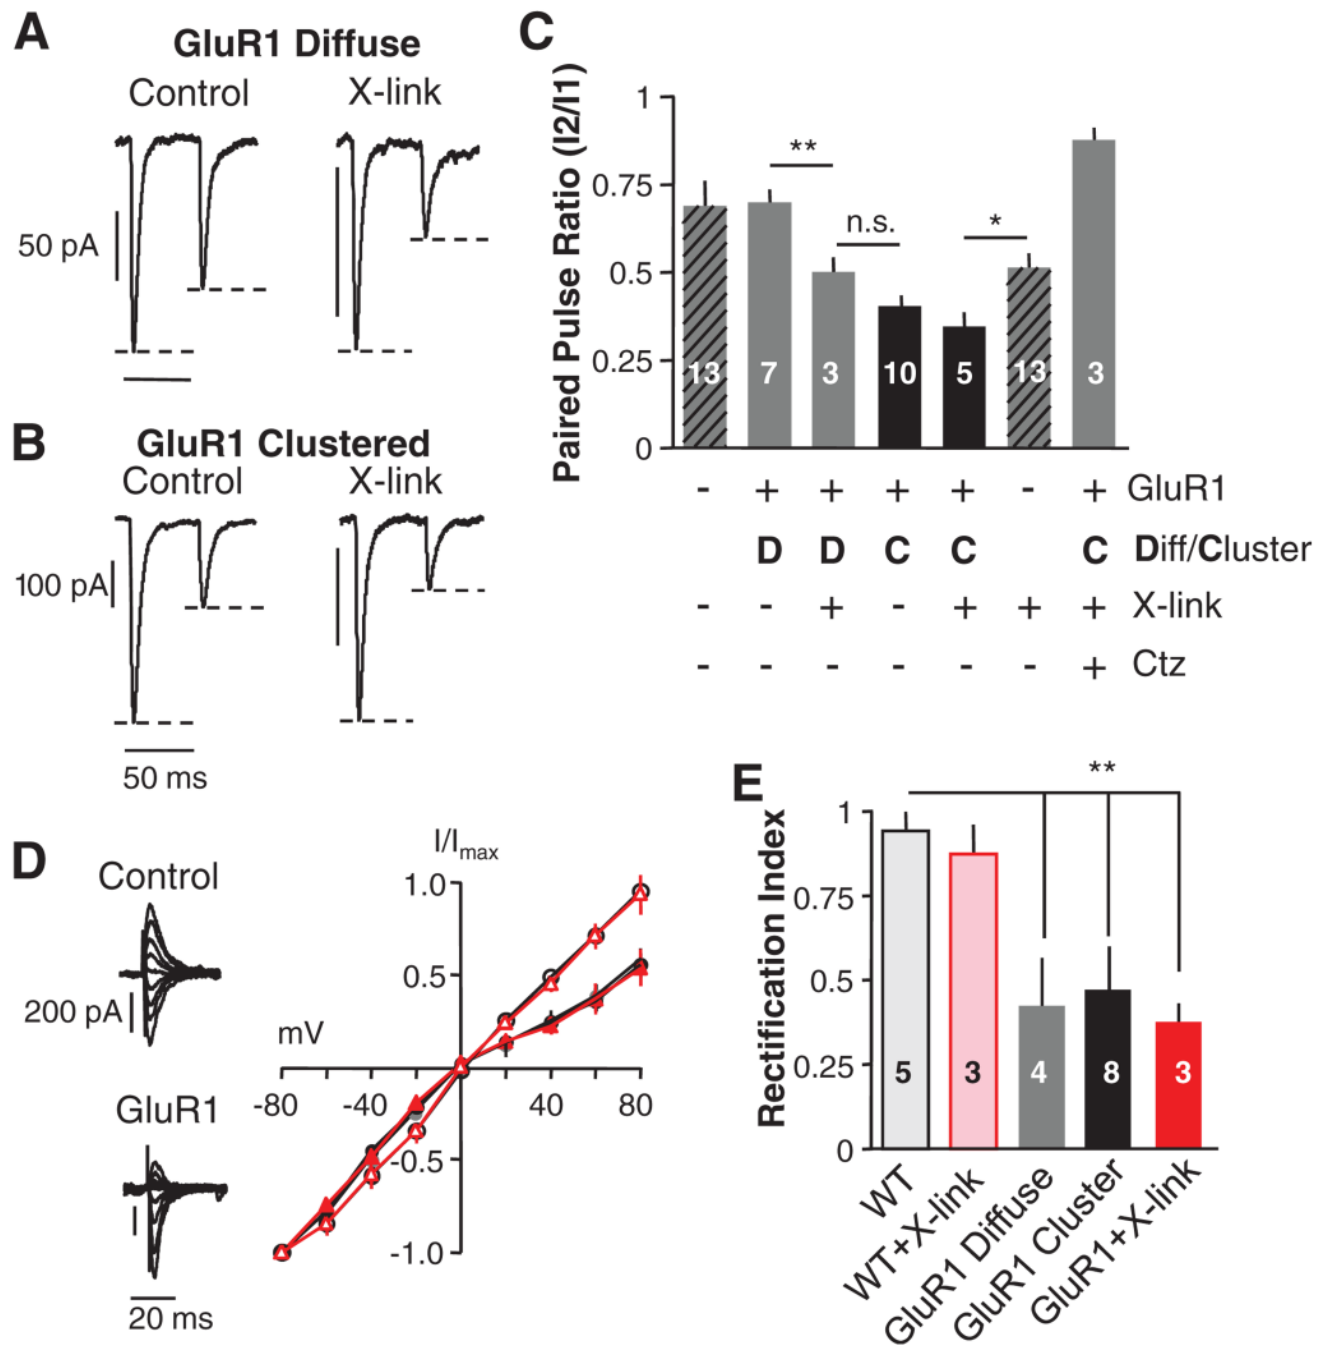 A
GluR1 Diffuse
Control
X-link
50 pA
B
GluR1 Clustered
Control
X-link
100 pA
50 ms
C
Paired Pulse Ratio (I2/I1)
1
0.75
0.5
0.25
0
**
n.s.
*
13 7 3 10 5 13 3
- + + + + - + GluR1
D D C C C Diff/Cluster
- - + - + + + X-link
- - - - - - + Ctz
D
Control
200 pA
GluR1
20 ms
I/Imax
1.0
0.5
mV
-80 -40 40 80
-0.5
-1.0
E
**
Rectification Index
1
0.75
0.5
0.25
0
5 3 4 8 3
WT
WT+X-link
GluR1 Diffuse
GluR1 Cluster
GluR1+X-link